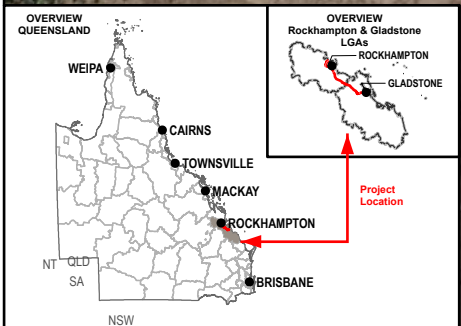 OVERVIEW
QUEENSLAND
WEIPA
CAIRNS
TOWNSVILLE
MACKAY
ROCKHAMPTON
BRISBANE
NT
QLD
SA
NSW
OVERVIEW
Rockhampton & Gladstone
LGAs
ROCKHAMPTON
GLADSTONE
Project
Location